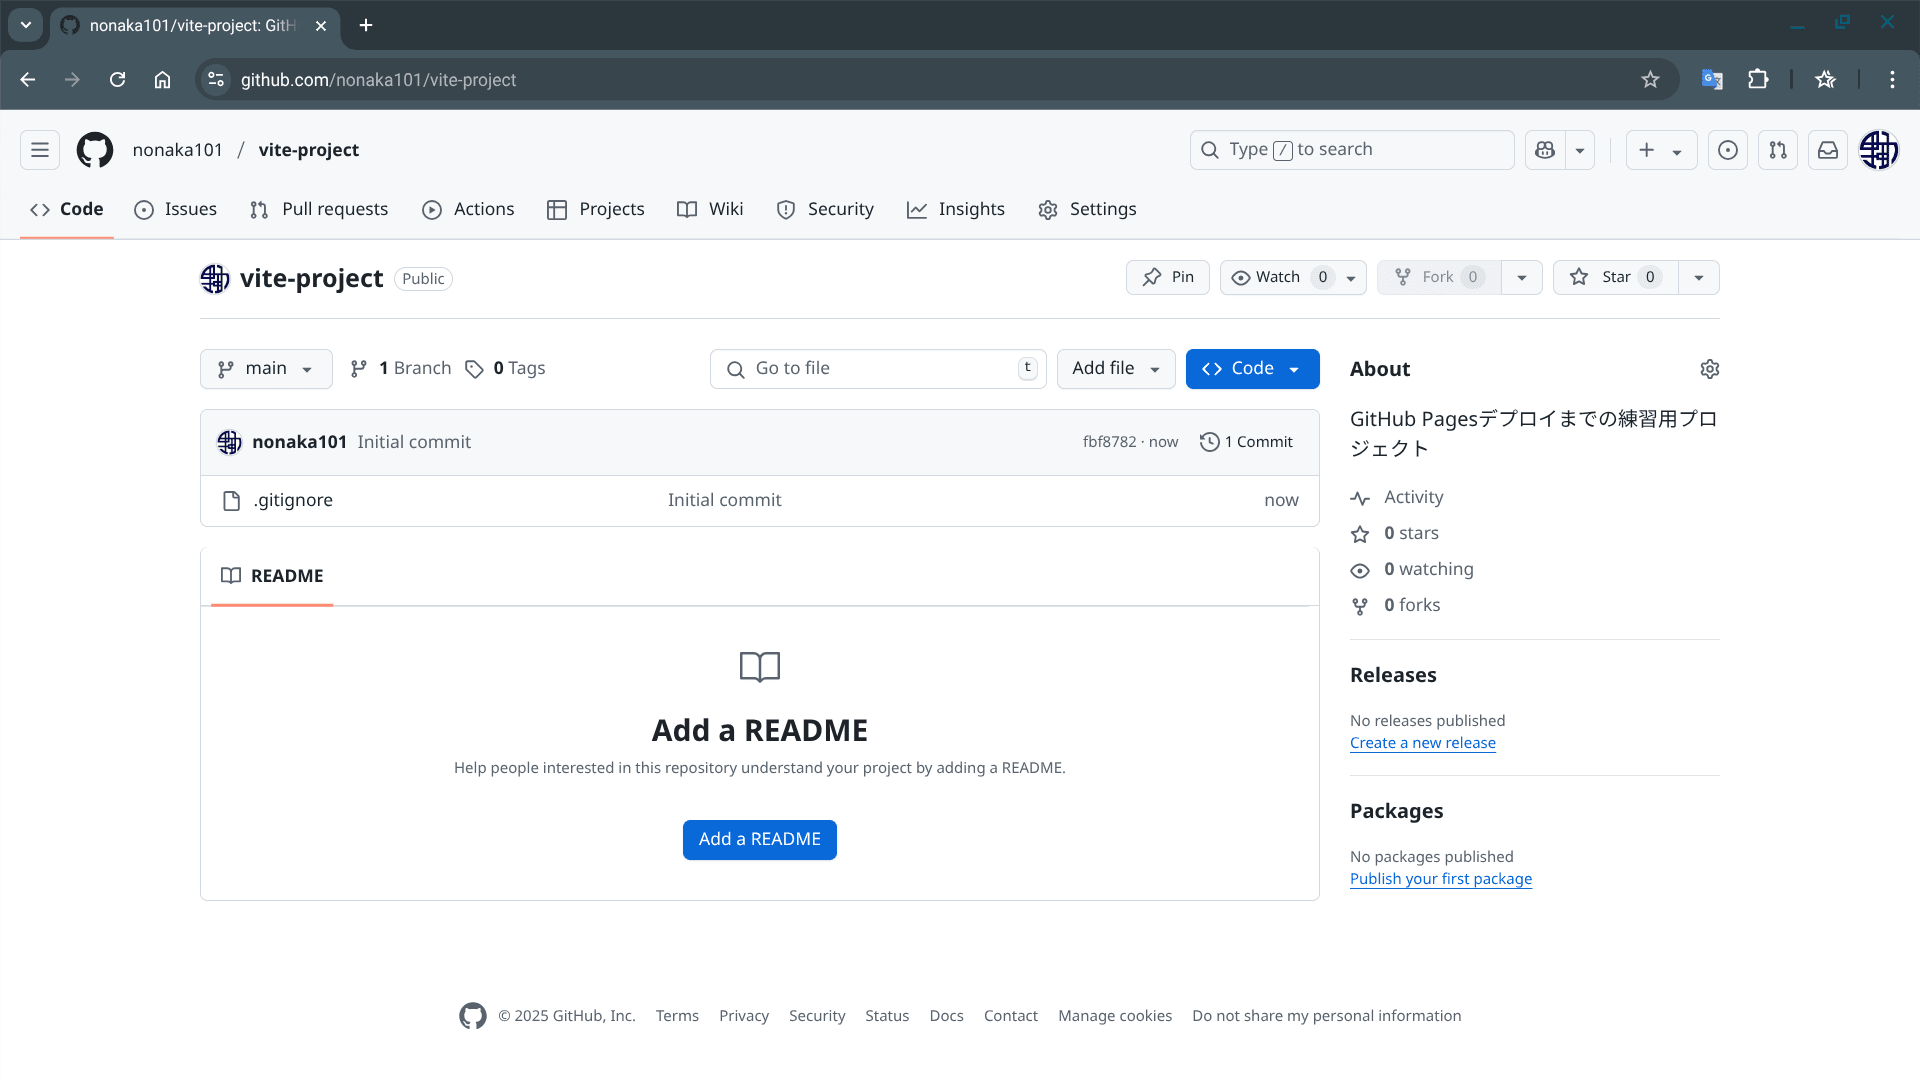 nonaka101/vite-project: GitH
github.com/nonaka101/vite-project
nonaka101 / vite-project
Type / to search
Code
Issues
Pull requests
Actions
Projects
Wiki
Security
Insights
Settings
vite-project Public
Pin
Watch 0
Fork 0
Star 0
main
1 Branch
0 Tags
Go to file t
Add file
Code
nonaka101 Initial commit
fbf8782 · now
1 Commit
.gitignore
Initial commit
now
README
Add a README
Help people interested in this repository understand your project by adding a README.
Add a README
About
GitHub Pagesデプロイまでの練習用プロ
ジェクト
Activity
0 stars
0 watching
0 forks
Releases
No releases published
Create a new release
Packages
No packages published
Publish your first package
© 2025 GitHub, Inc.
Terms
Privacy
Security
Status
Docs
Contact
Manage cookies
Do not share my personal information